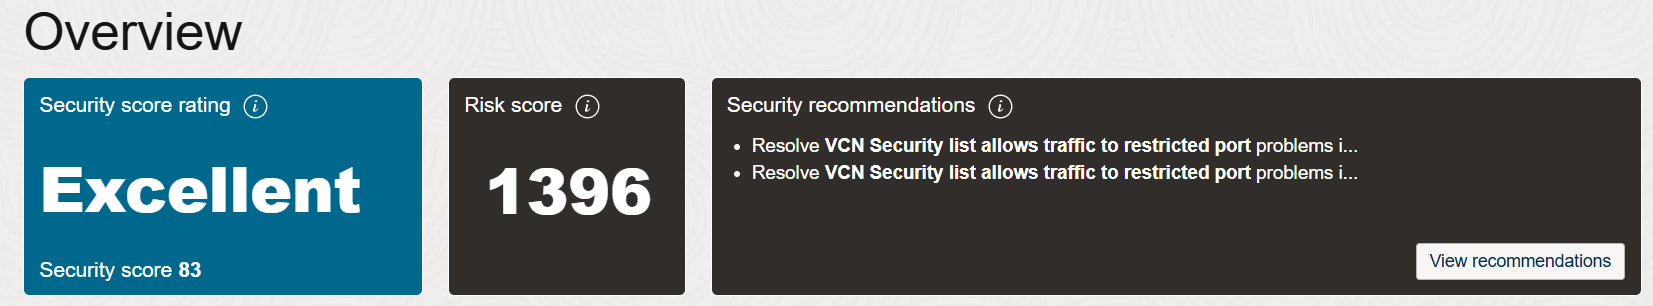 Overview
Security score rating
Excellent
Security score 83
Risk score
1396
Security recommendations
• Resolve VCN Security list allows traffic to restricted port problems i...
• Resolve VCN Security list allows traffic to restricted port problems i...
View recommendations